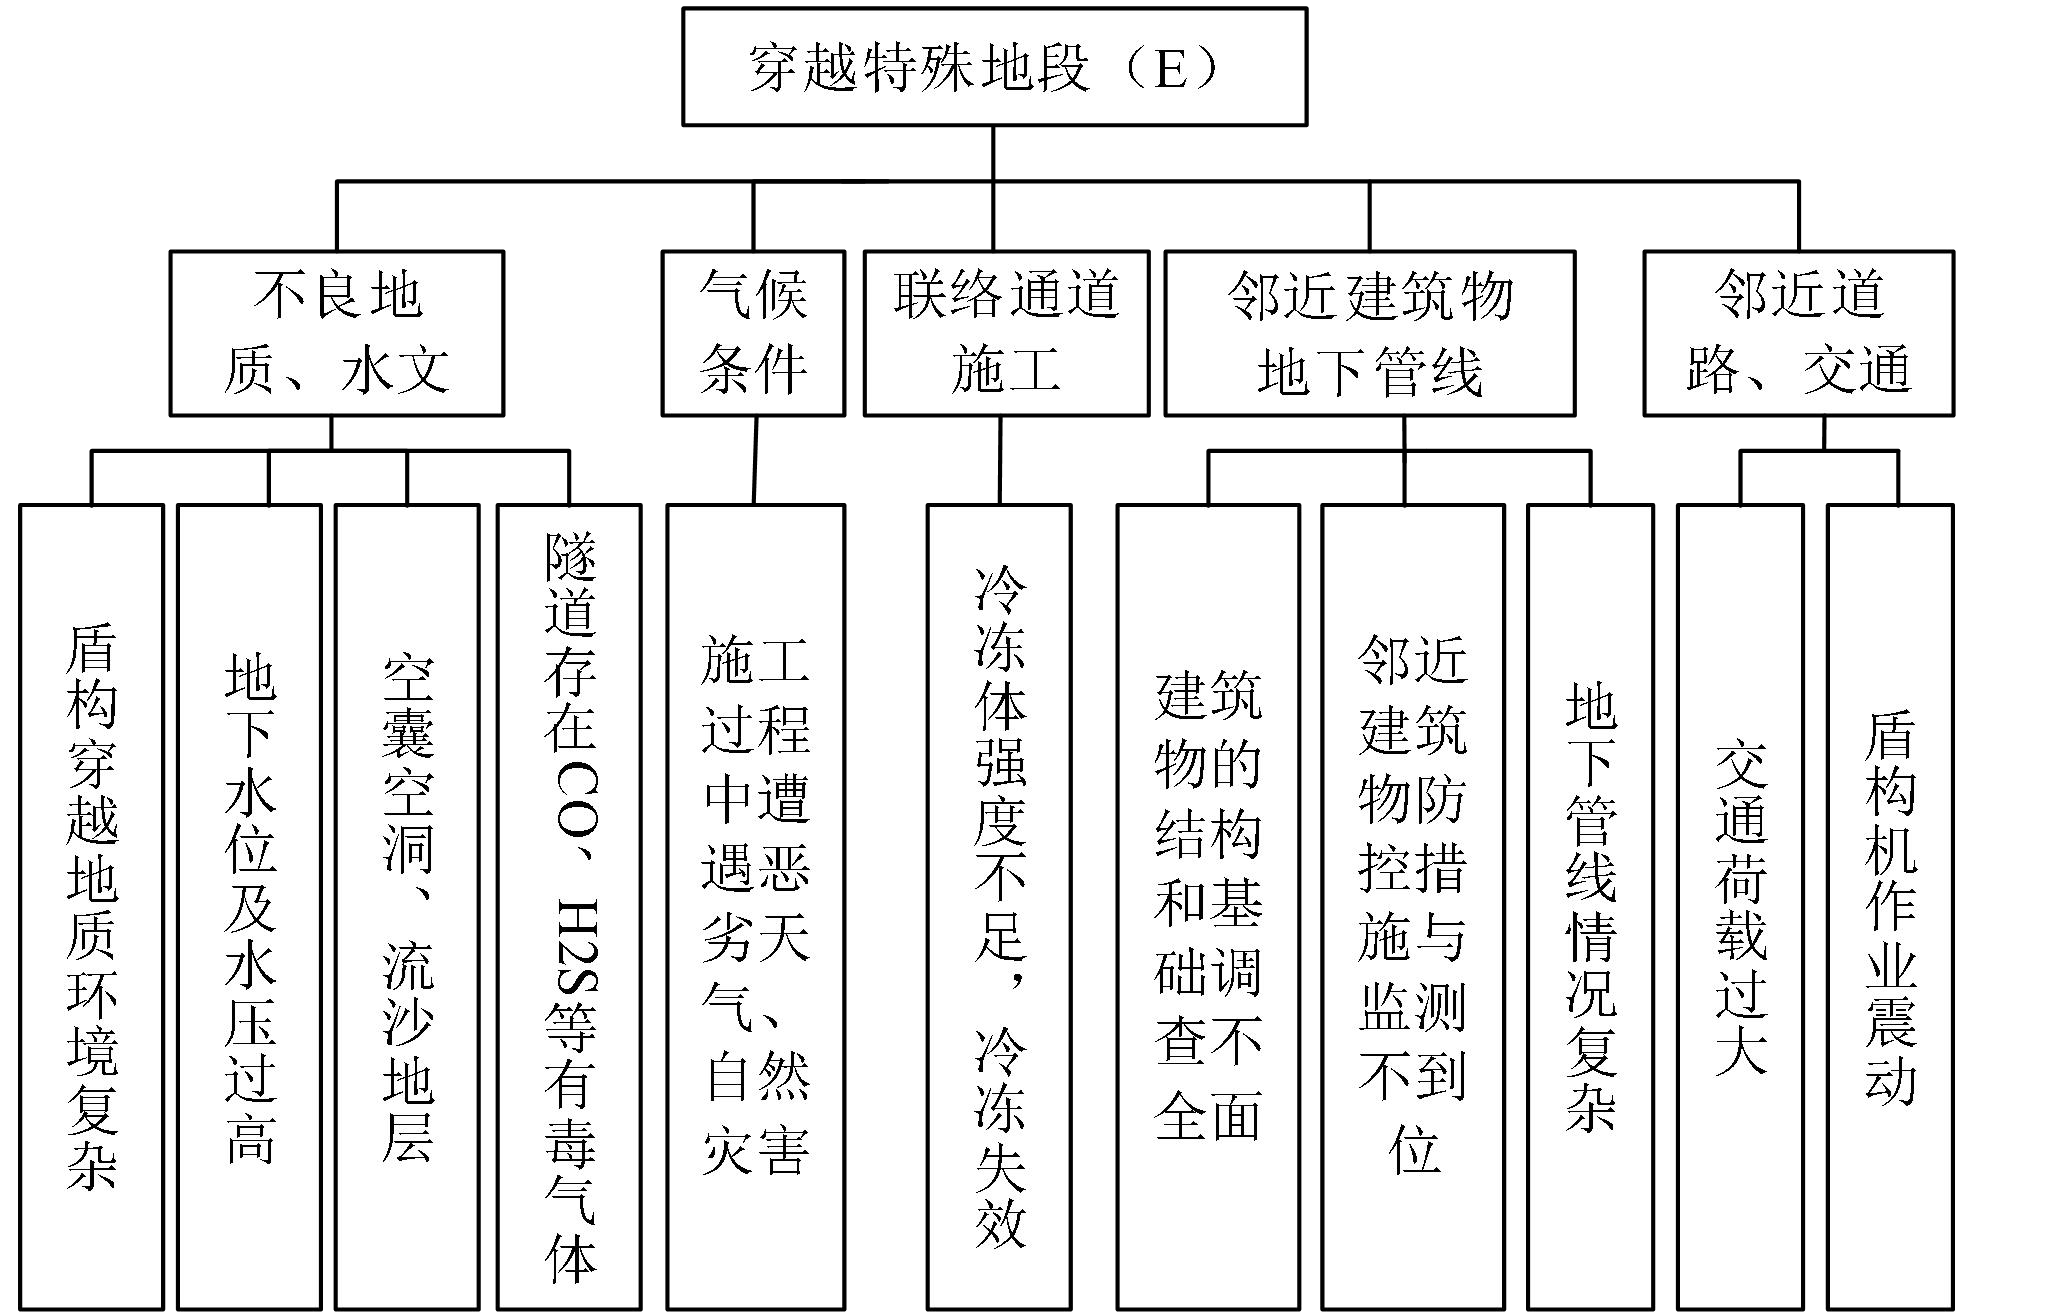 穿越特殊地段（E）
不良地
质、水文
气候
条件
联络通道
施工
邻近建筑物
地下管线
邻近道
路、交通
盾构穿越地质环境复杂
地下水位及水压过高
空囊空洞、流沙地层
隧道存在CO、H2S等有毒气体
施工
过程
中遭
遇恶
劣天
气、
自然
灾害
冷冻体强度不足，冷冻失效
建筑
物的
结构
和基
础调
查不
全面
邻近
建筑
物防
控措
施与
监测
不到
位
地下管线情况复杂
交通荷载过大
盾构机作业震动